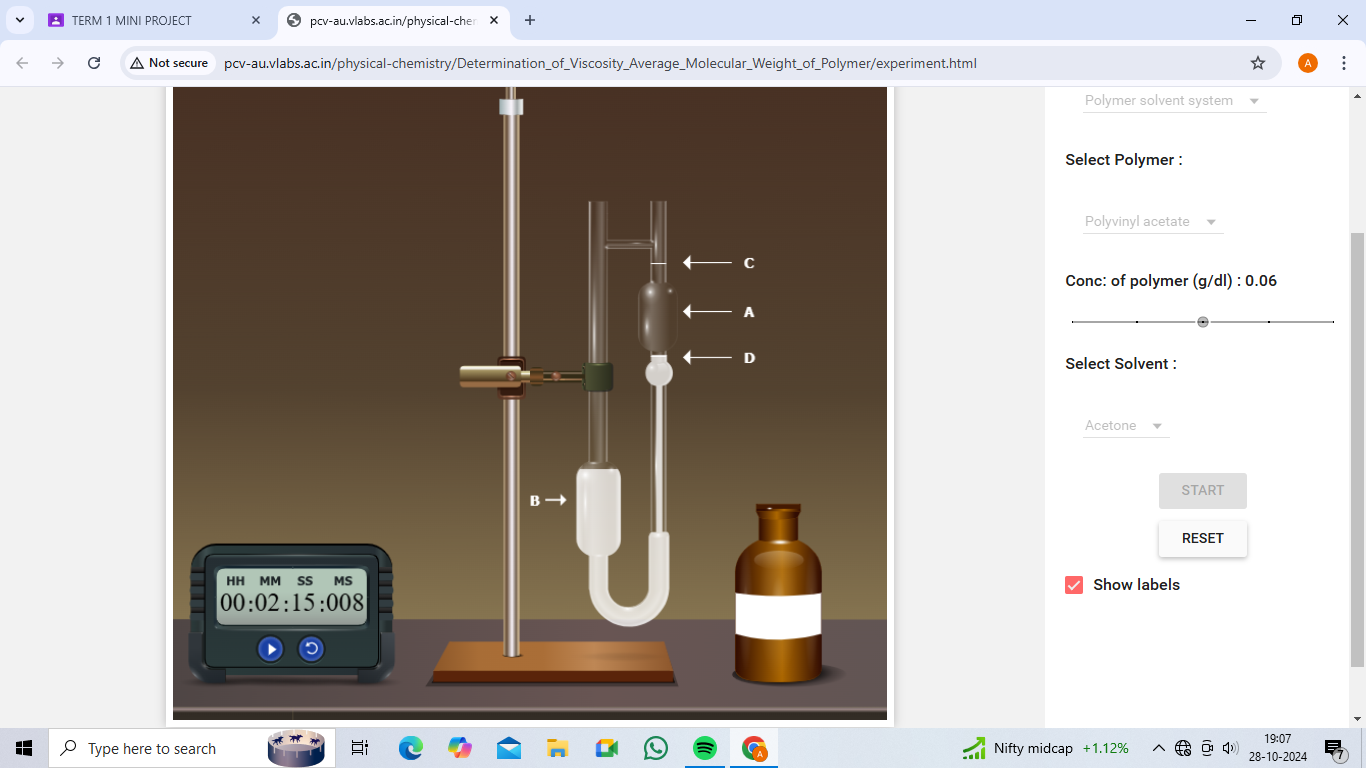 TERM 1 MINI PROJECT
pcv-au.vlabs.ac.in/physical-che
Not secure
pcv-au.vlabs.ac.in/physical-chemistry/Determination_of_Viscosity_Average_Molecular_Weight_of_Polymer/experiment.html
A
Polymer solvent system
Select Polymer :
Polyvinyl acetate
Conc: of polymer (g/dl) : 0.06
Select Solvent :
Acetone
START
RESET
Show labels
C
A
D
B
HH MM SS MS
00:02:15:008
Type here to search
A
Nifty midcap +1.12%
19:07
28-10-2024
7